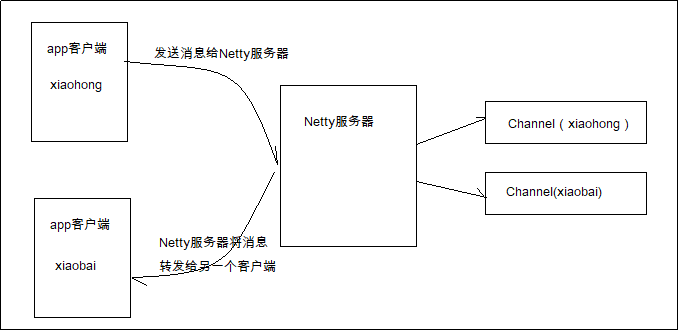 app客户端
xiaohong
发送消息给Netty服务器
Netty服务器
Channel（xiaohong）
Channel(xiaobai)
app客户端
xiaobai
Netty服务器将消息
转发给另一个客户端